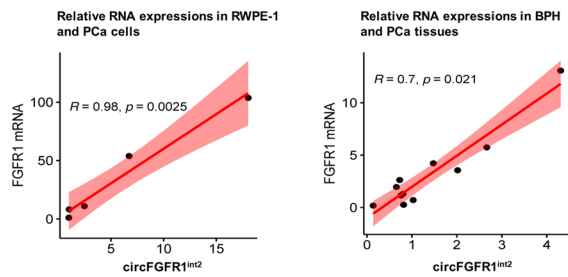 Relative RNA expressions in RWPE-1
and PCa cells
R = 0.98, p = 0.0025
FGFR1 mRNA
100
50
0
5
10
15
circFGFR1int2
Relative RNA expressions in BPH
and PCa tissues
R = 0.7, p = 0.021
FGFR1 mRNA
10
5
0
0
1
2
3
4
circFGFR1int2